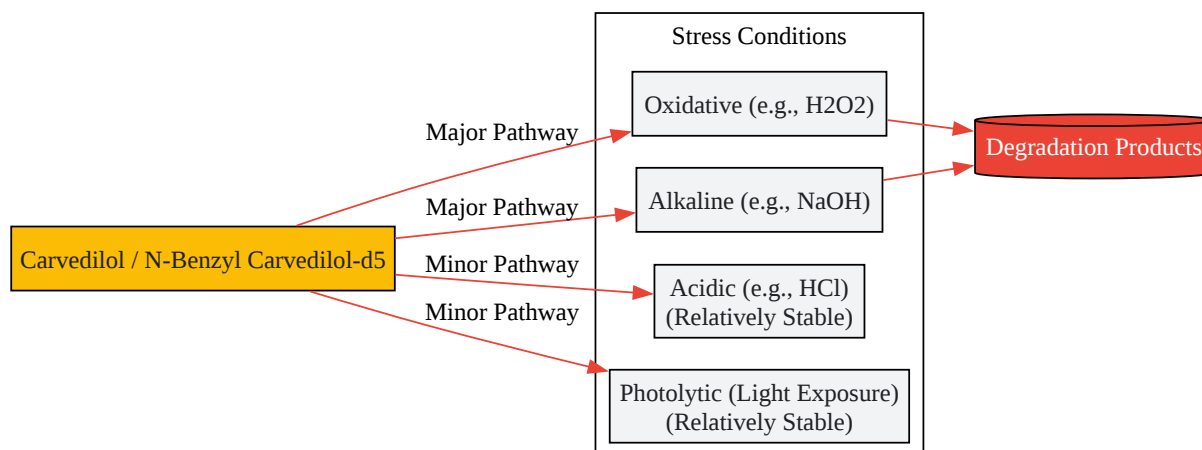 Stress Conditions
Oxidative (e.g., H2O2)
Major Pathway
Degradation Products
Alkaline (e.g., NaOH)
Major Pathway
Carvedilol / N-Benzyl Carvedilol-d5
Minor Pathway
Acidic (e.g., HCl)
(Relatively Stable)
Minor Pathway
Photolytic (Light Exposure)
(Relatively Stable)